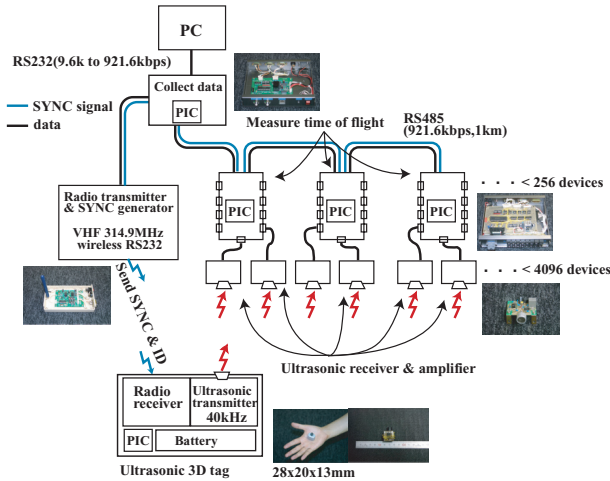 PC
RS232(9.6k to 921.6kbps)
Collect data
PIC
SYNC signal
data
Measure time of flight
RS485
(921.6kbps,1km)
PIC
PIC
PIC
· · · < 256 devices
Radio transmitter
& SYNC generator
VHF 314.9MHz
wireless RS232
· · · < 4096 devices
Send SYNC & ID
Ultrasonic receiver & amplifier
Radio
receiver
Ultrasonic
transmitter
40kHz
PIC
Battery
Ultrasonic 3D tag
28x20x13mm